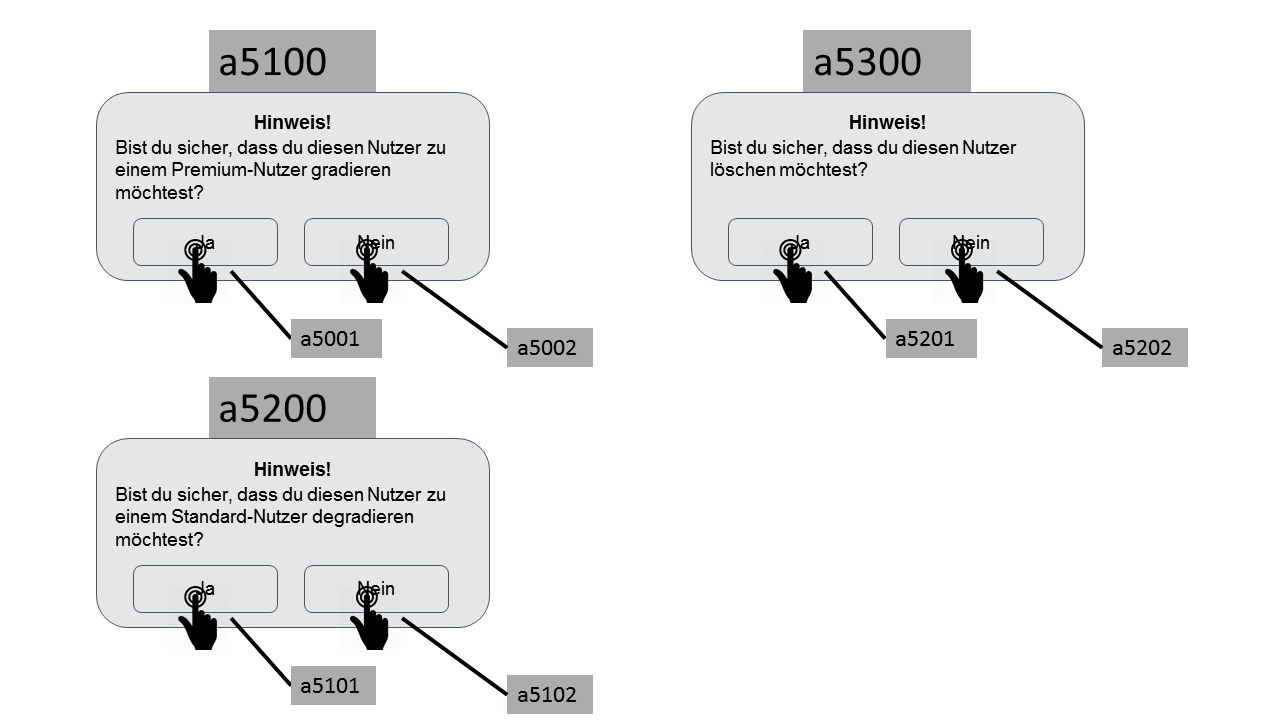 a5100
Hinweis!
Bist du sicher, dass du diesen Nutzer zu
einem Premium-Nutzer gradieren
möchtest?
Ja
Nein
a5001
a5002
a5300
Hinweis!
Bist du sicher, dass du diesen Nutzer
löschen möchtest?
Ja
Nein
a5201
a5202
a5200
Hinweis!
Bist du sicher, dass du diesen Nutzer zu
einem Standard-Nutzer degradieren
möchtest?
Ja
Nein
a5101
a5102